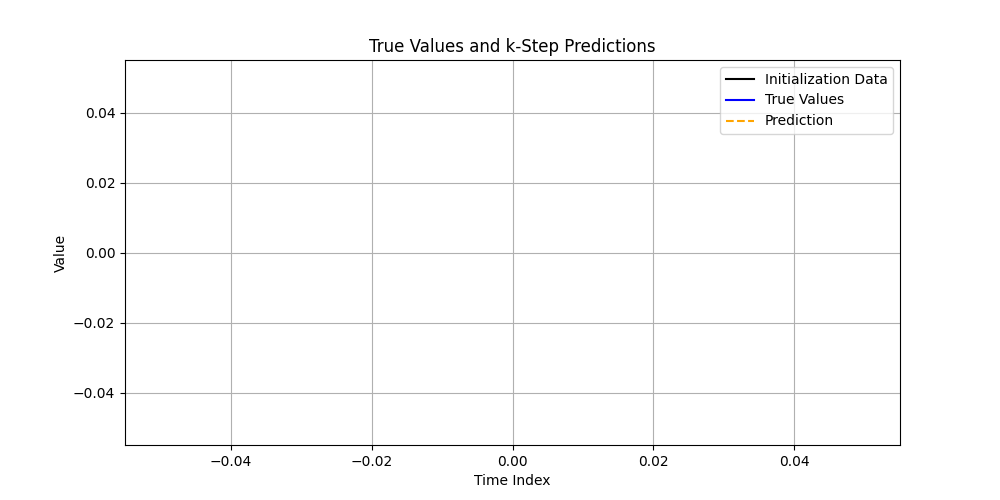 True Values and k-Step Predictions
Initialization Data
True Values
Prediction
0.04
0.02
0.00
−0.02
−0.04
Value
−0.04
−0.02
0.00
0.02
0.04
Time Index